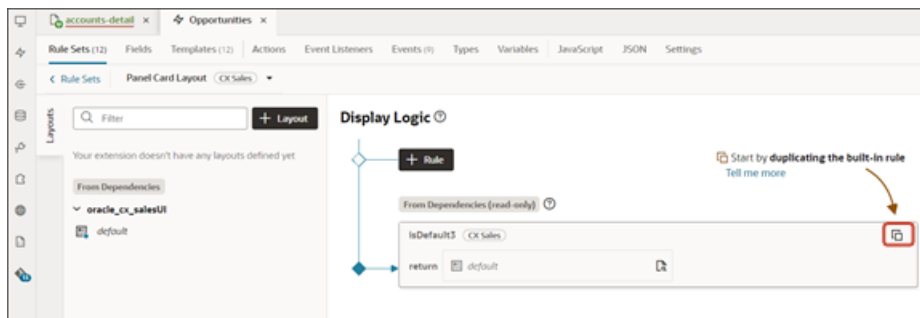 accounts-detail × Opportunities ×
Rule Sets (12) Fields Templates (12) Actions Event Listeners Events (9) Types Variables JavaScript JSON Settings
< Rule Sets Panel Card Layout CX Sales
Layouts
Filter
+ Layout
Your extension doesn't have any layouts defined yet
From Dependencies
oracle_cx_salesUI
default
Display Logic ?
+ Rule
Start by duplicating the built-in rule
Tell me more
From Dependencies (read-only) ?
isDefault3 CX Sales
return default